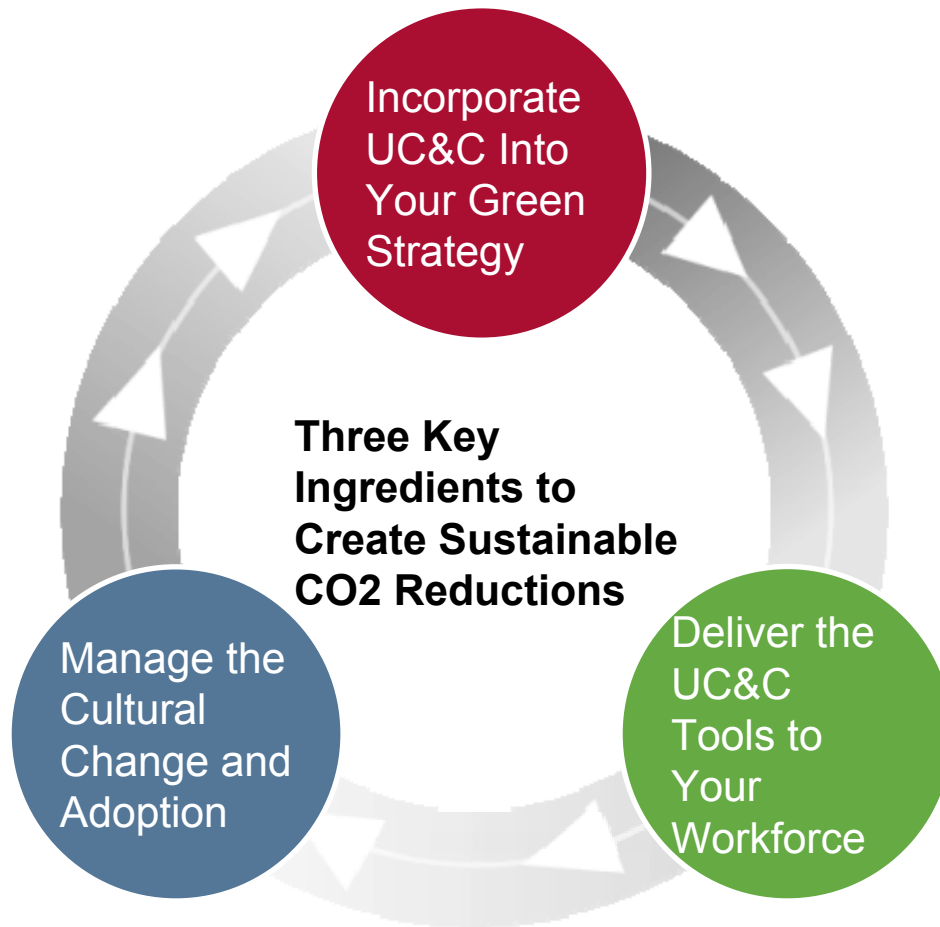 Incorporate
UC&C Into
Your Green
Strategy
Three Key
Ingredients to
Create Sustainable
CO2 Reductions
Deliver the
UC&C
Tools to
Your
Workforce
Manage the
Cultural
Change and
Adoption